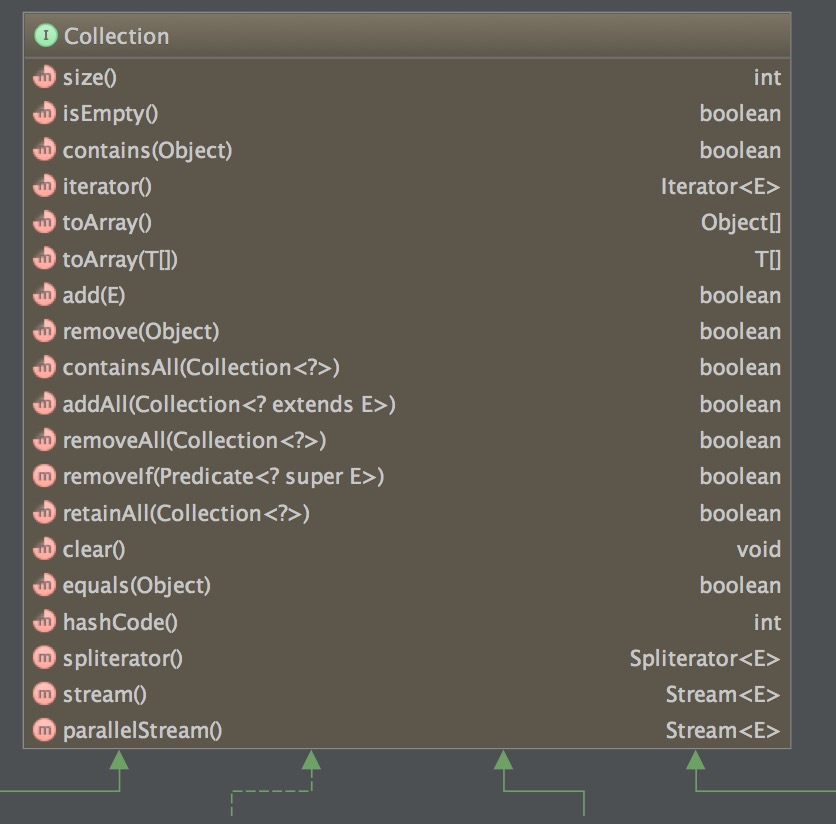 I Collection
m size() int
m isEmpty() boolean
m contains(Object) boolean
m iterator() Iterator<E>
m toArray() Object[]
m toArray(T[]) T[]
m add(E) boolean
m remove(Object) boolean
m containsAll(Collection<?>) boolean
m addAll(Collection<? extends E>) boolean
m removeAll(Collection<?>) boolean
m removeIf(Predicate<? super E>) boolean
m retainAll(Collection<?>) boolean
m clear() void
m equals(Object) boolean
m hashCode() int
m spliterator() Spliterator<E>
m stream() Stream<E>
m parallelStream() Stream<E>